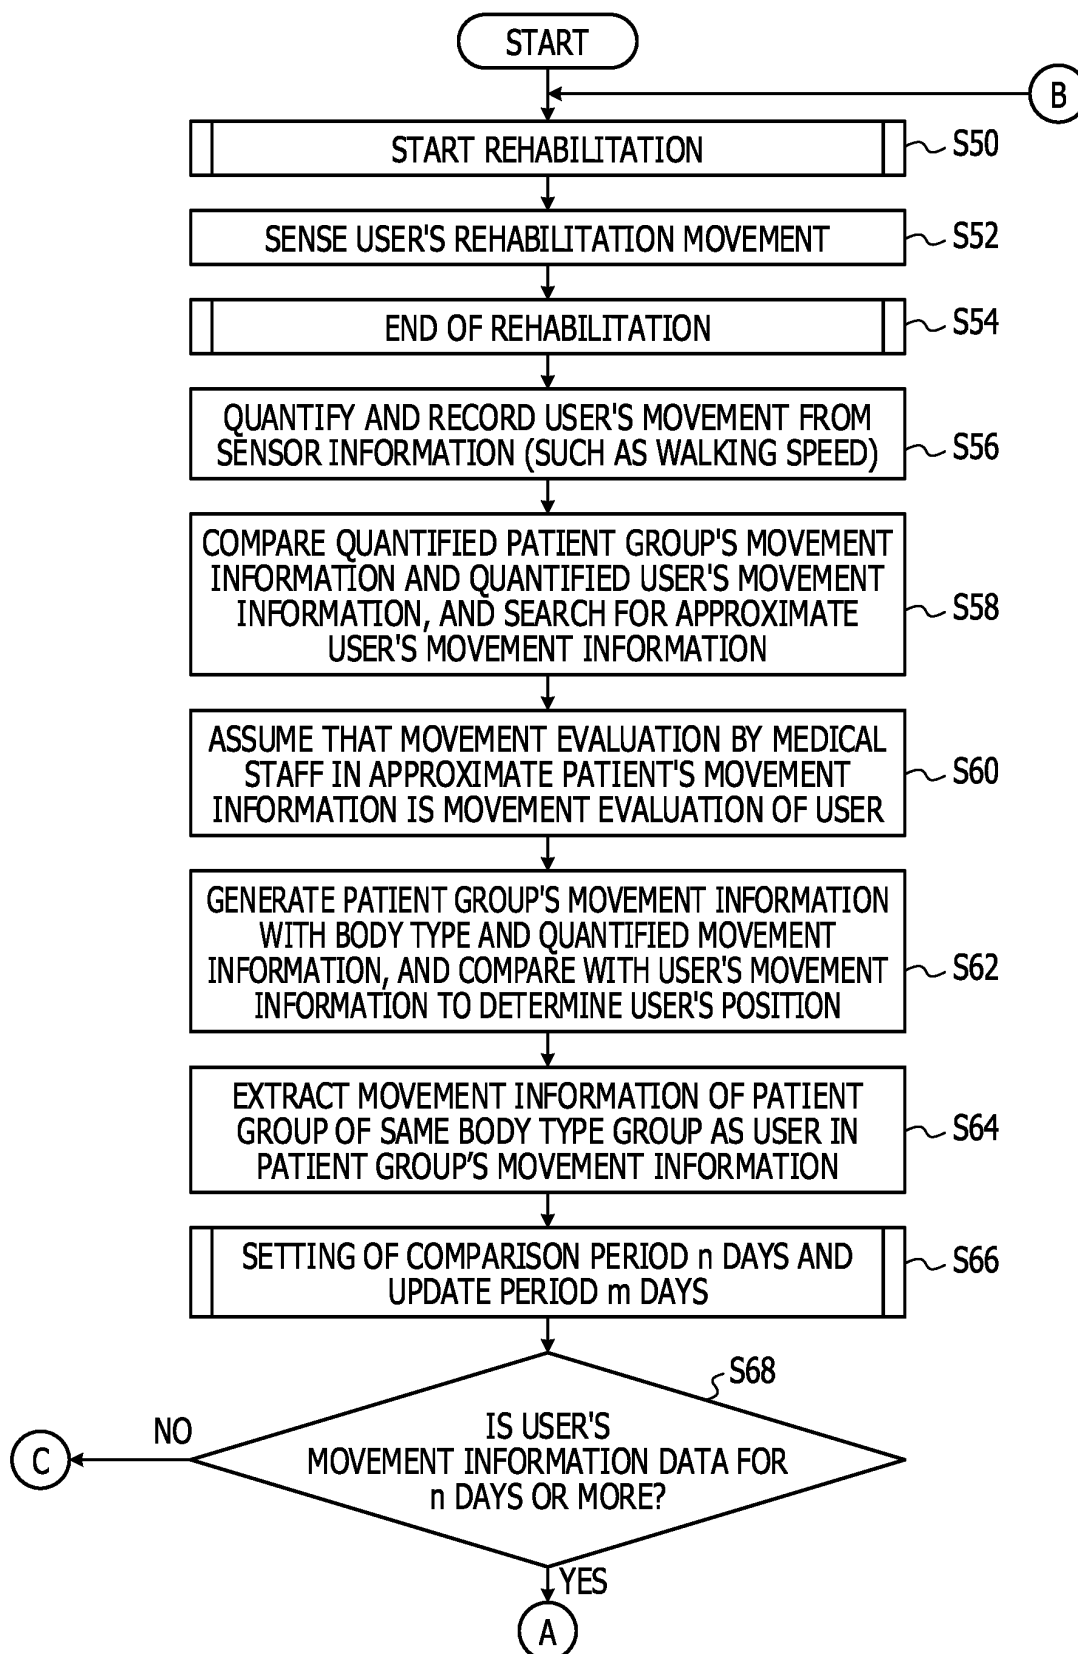 START
B
START REHABILITATION
S50
SENSE USER'S REHABILITATION MOVEMENT
S52
END OF REHABILITATION
S54
QUANTIFY AND RECORD USER'S MOVEMENT FROM
SENSOR INFORMATION (SUCH AS WALKING SPEED)
S56
COMPARE QUANTIFIED PATIENT GROUP'S MOVEMENT
INFORMATION AND QUANTIFIED USER'S MOVEMENT
INFORMATION, AND SEARCH FOR APPROXIMATE
USER'S MOVEMENT INFORMATION
S58
ASSUME THAT MOVEMENT EVALUATION BY MEDICAL
STAFF IN APPROXIMATE PATIENT'S MOVEMENT
INFORMATION IS MOVEMENT EVALUATION OF USER
S60
GENERATE PATIENT GROUP'S MOVEMENT INFORMATION
WITH BODY TYPE AND QUANTIFIED MOVEMENT
INFORMATION, AND COMPARE WITH USER'S MOVEMENT
INFORMATION TO DETERMINE USER'S POSITION
S62
EXTRACT MOVEMENT INFORMATION OF PATIENT
GROUP OF SAME BODY TYPE GROUP AS USER IN
PATIENT GROUP’S MOVEMENT INFORMATION
S64
SETTING OF COMPARISON PERIOD n DAYS AND
UPDATE PERIOD m DAYS
S66
S68
IS USER'S
MOVEMENT INFORMATION DATA FOR
n DAYS OR MORE?
NO
C
YES
A